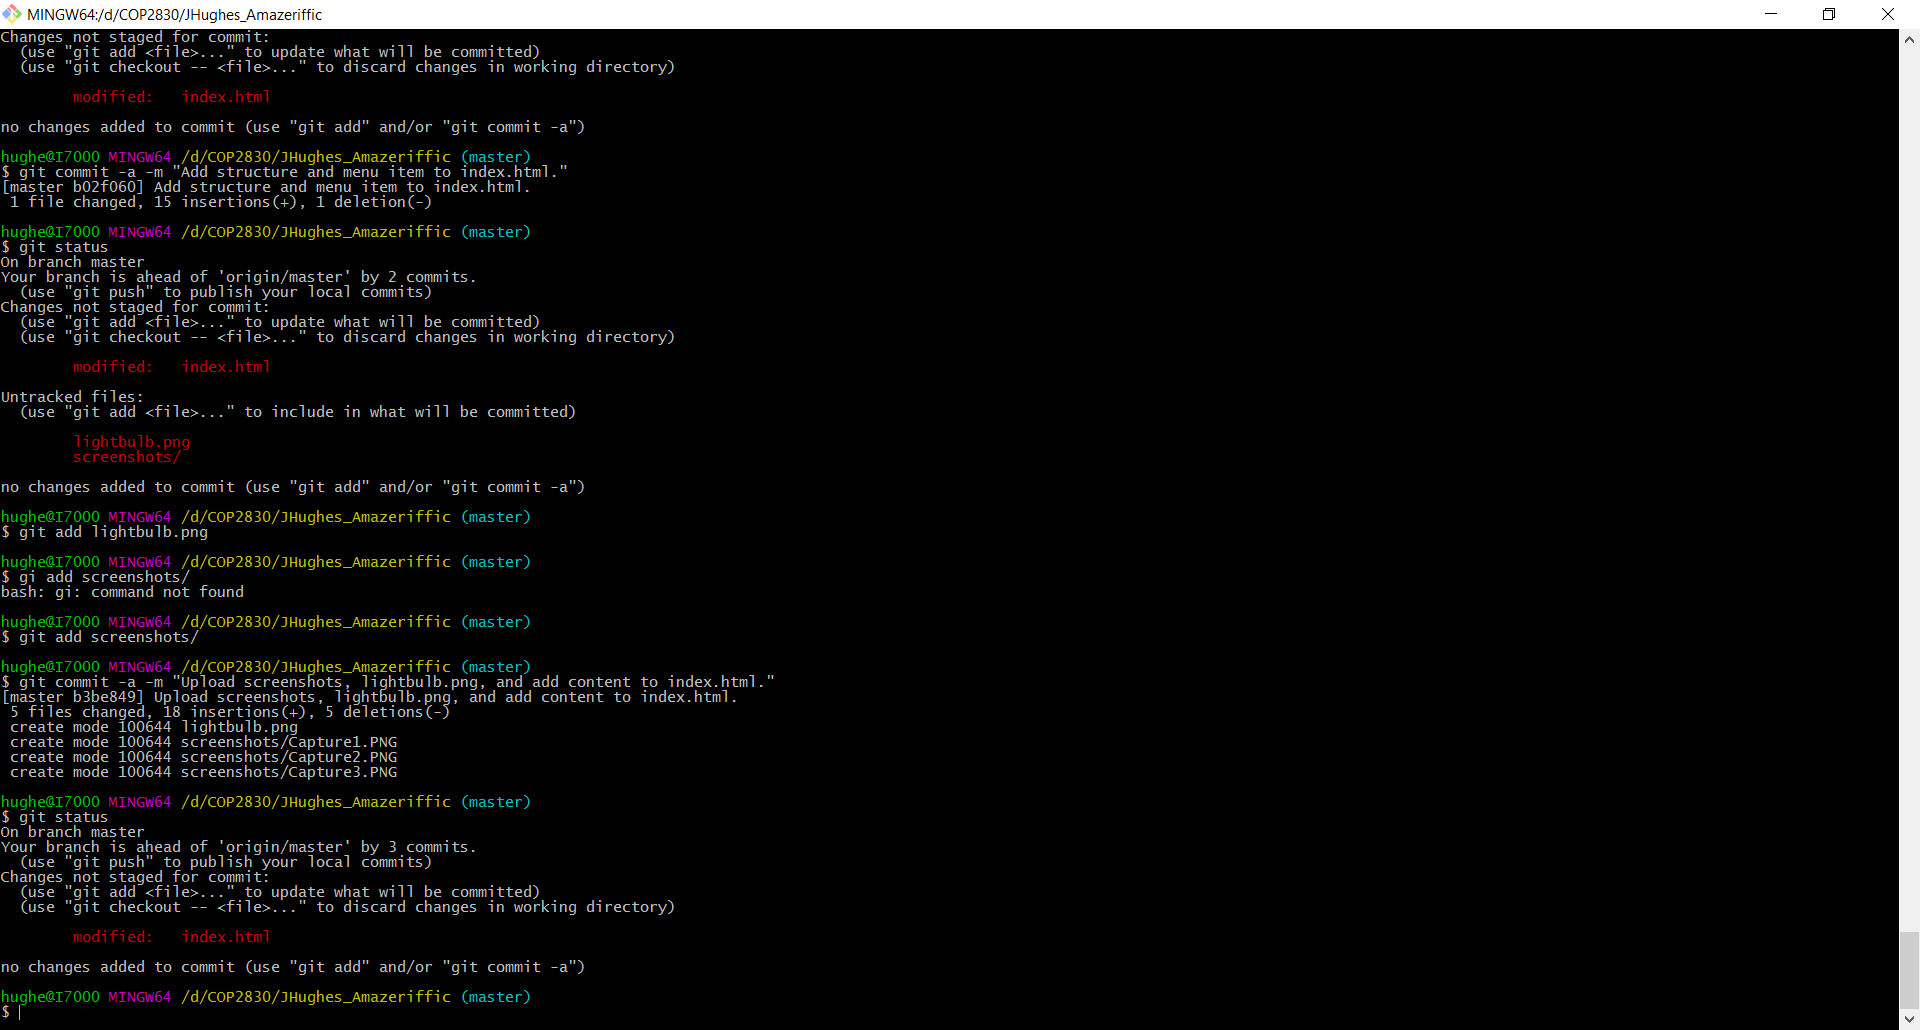 MINGW64:/d/COP2830/JHughes_Amazeriffic
Changes not staged for commit:
  (use "git add <file>..." to update what will be committed)
  (use "git checkout -- <file>..." to discard changes in working directory)
        modified:   index.html
no changes added to commit (use "git add" and/or "git commit -a")
hughe@I7000 MINGW64 /d/COP2830/JHughes_Amazeriffic (master)
$ git commit -a -m "Add structure and menu item to index.html."
[master b02f060] Add structure and menu item to index.html.
 1 file changed, 15 insertions(+), 1 deletion(-)
hughe@I7000 MINGW64 /d/COP2830/JHughes_Amazeriffic (master)
$ git status
On branch master
Your branch is ahead of 'origin/master' by 2 commits.
  (use "git push" to publish your local commits)
Changes not staged for commit:
  (use "git add <file>..." to update what will be committed)
  (use "git checkout -- <file>..." to discard changes in working directory)
        modified:   index.html
Untracked files:
  (use "git add <file>..." to include in what will be committed)
        lightbulb.png
        screenshots/
no changes added to commit (use "git add" and/or "git commit -a")
hughe@I7000 MINGW64 /d/COP2830/JHughes_Amazeriffic (master)
$ git add lightbulb.png
hughe@I7000 MINGW64 /d/COP2830/JHughes_Amazeriffic (master)
$ gi add screenshots/
bash: gi: command not found
hughe@I7000 MINGW64 /d/COP2830/JHughes_Amazeriffic (master)
$ git add screenshots/
hughe@I7000 MINGW64 /d/COP2830/JHughes_Amazeriffic (master)
$ git commit -a -m "Upload screenshots, lightbulb.png, and add content to index.html."
[master b3be849] Upload screenshots, lightbulb.png, and add content to index.html.
 5 files changed, 18 insertions(+), 5 deletions(-)
 create mode 100644 lightbulb.png
 create mode 100644 screenshots/Capture1.PNG
 create mode 100644 screenshots/Capture2.PNG
 create mode 100644 screenshots/Capture3.PNG
hughe@I7000 MINGW64 /d/COP2830/JHughes_Amazeriffic (master)
$ git status
On branch master
Your branch is ahead of 'origin/master' by 3 commits.
  (use "git push" to publish your local commits)
Changes not staged for commit:
  (use "git add <file>..." to update what will be committed)
  (use "git checkout -- <file>..." to discard changes in working directory)
        modified:   index.html
no changes added to commit (use "git add" and/or "git commit -a")
hughe@I7000 MINGW64 /d/COP2830/JHughes_Amazeriffic (master)
$